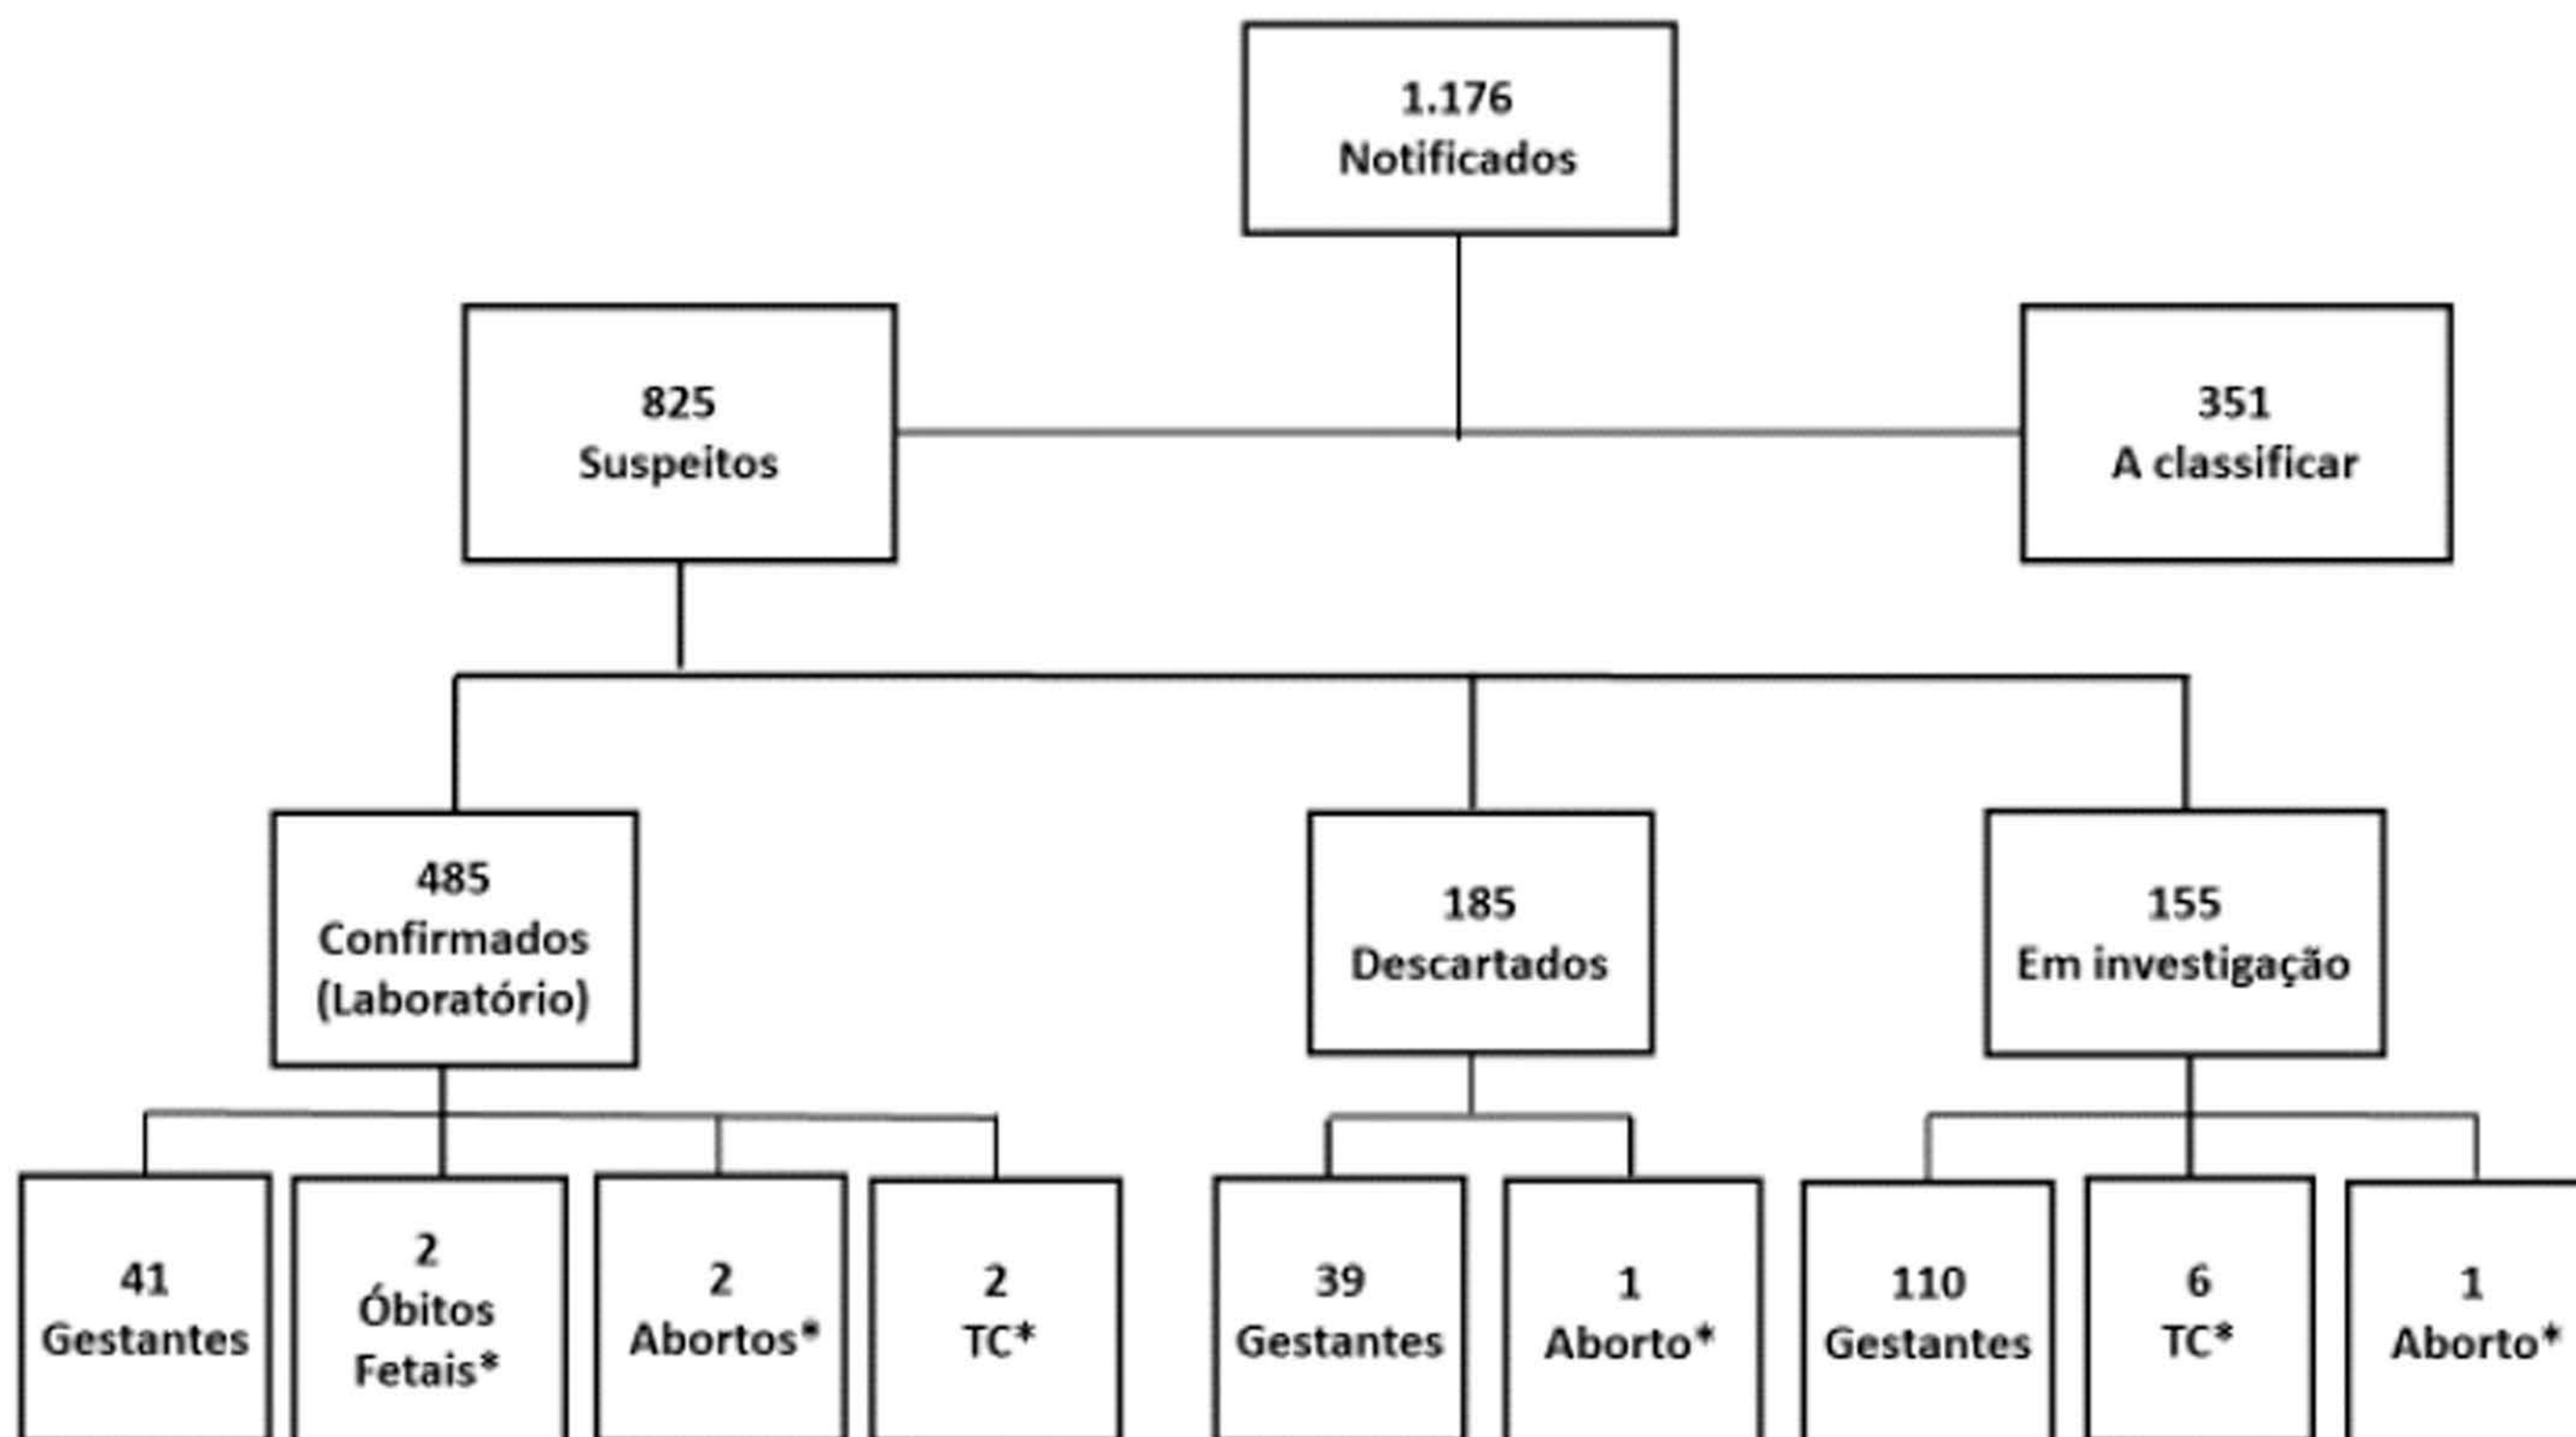 1.176
Notificados
825
Suspeitos
351
A classificar
485
Confirmados
(Laboratório)
185
Descartados
155
Em investigação
41
Gestantes
2
Óbitos
Fetais*
2
Abortos*
2
TC*
39
Gestantes
1
Aborto*
110
Gestantes
6
TC*
1
Aborto*